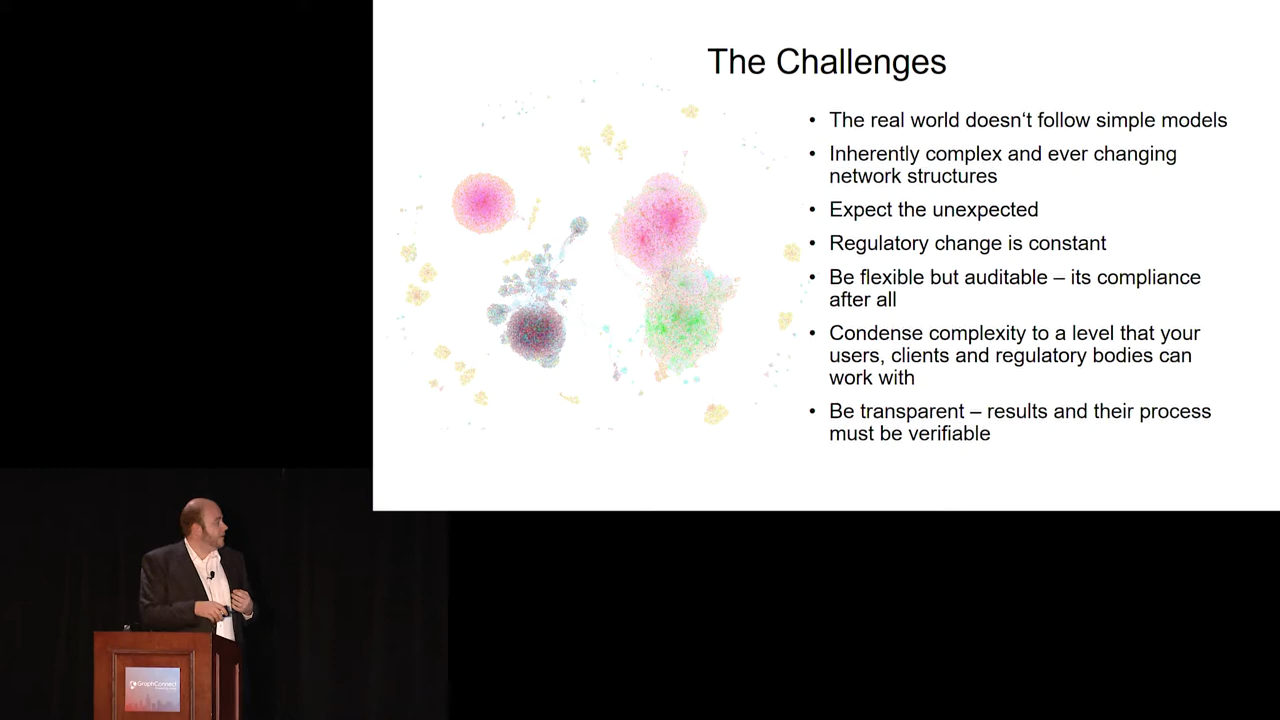 The Challenges
• The real world doesn‘t follow simple models
• Inherently complex and ever changing
network structures
• Expect the unexpected
• Regulatory change is constant
• Be flexible but auditable – its compliance
after all
• Condense complexity to a level that your
users, clients and regulatory bodies can
work with
• Be transparent – results and their process
must be verifiable
GraphConnect